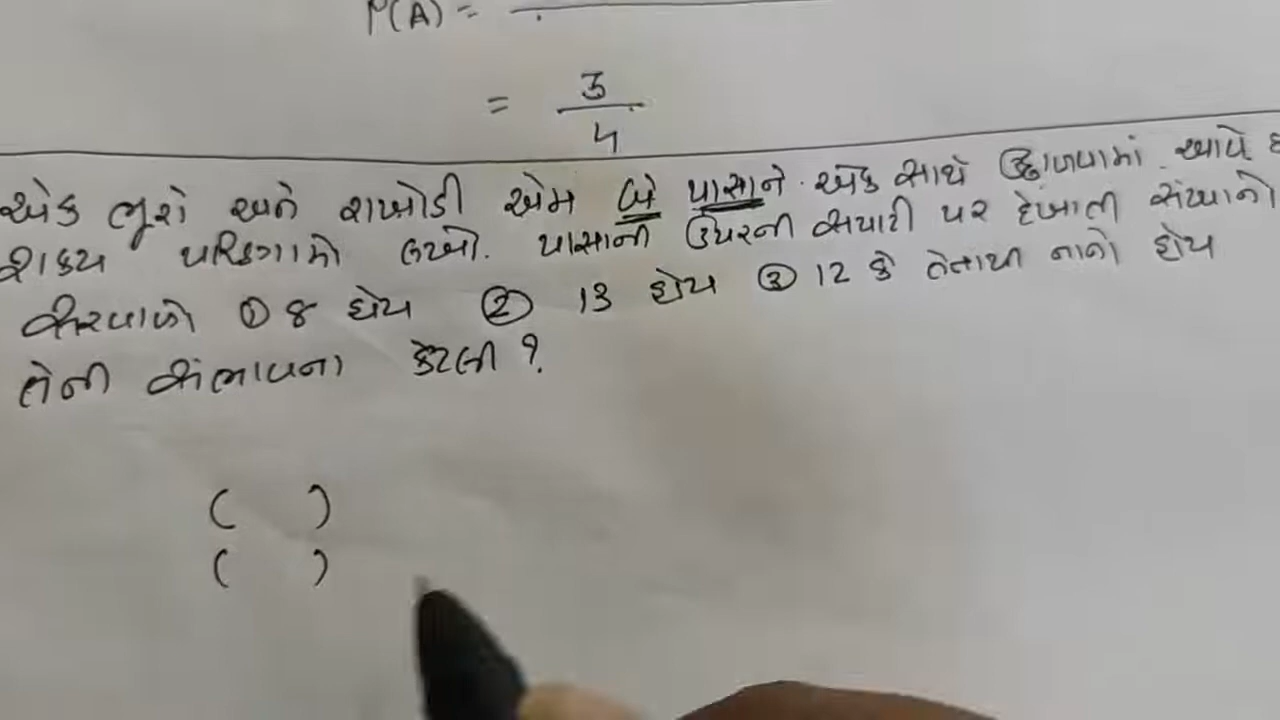 P(A) =
= 3/4
એક ભૂરો અને રાખોડી એમ બે પાસાને એક સાથે ઉછાળવામાં આવે છ
શક્ય પરિણામો લખો. પાસાની ઉપરની સપાટી પર દેખાતી સંખ્યાનો
સરવાળો ① 8 હોય ② 13 હોય ③ 12 કે તેનાથી નાનો હોય
તેની સંભાવના કેટલી ?
( )
( )